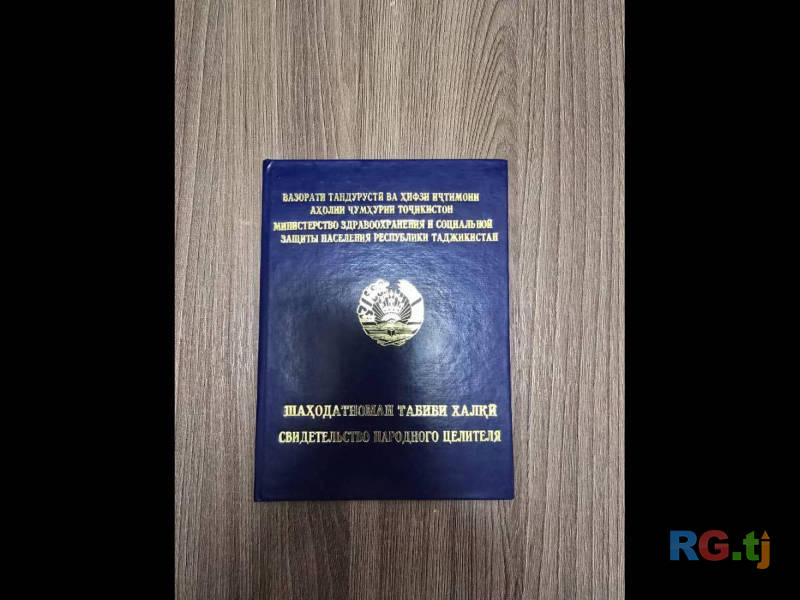 ВАЗОРАТИ ТАНДУРУСТӢ ВА ҲИФЗИ ИҶТИМОИИ
АҲОЛИИ ҶУМҲУРИИ ТОҶИКИСТОН
МИНИСТЕРСТВО ЗДРАВООХРАНЕНИЯ И СОЦИАЛЬНОЙ
ЗАЩИТЫ НАСЕЛЕНИЯ РЕСПУБЛИКИ ТАДЖИКИСТАН
ШАҲОДАТНОМАИ ТАБИБИ ХАЛҚӢ
СВИДЕТЕЛЬСТВО НАРОДНОГО ЦЕЛИТЕЛЯ
RG.tj